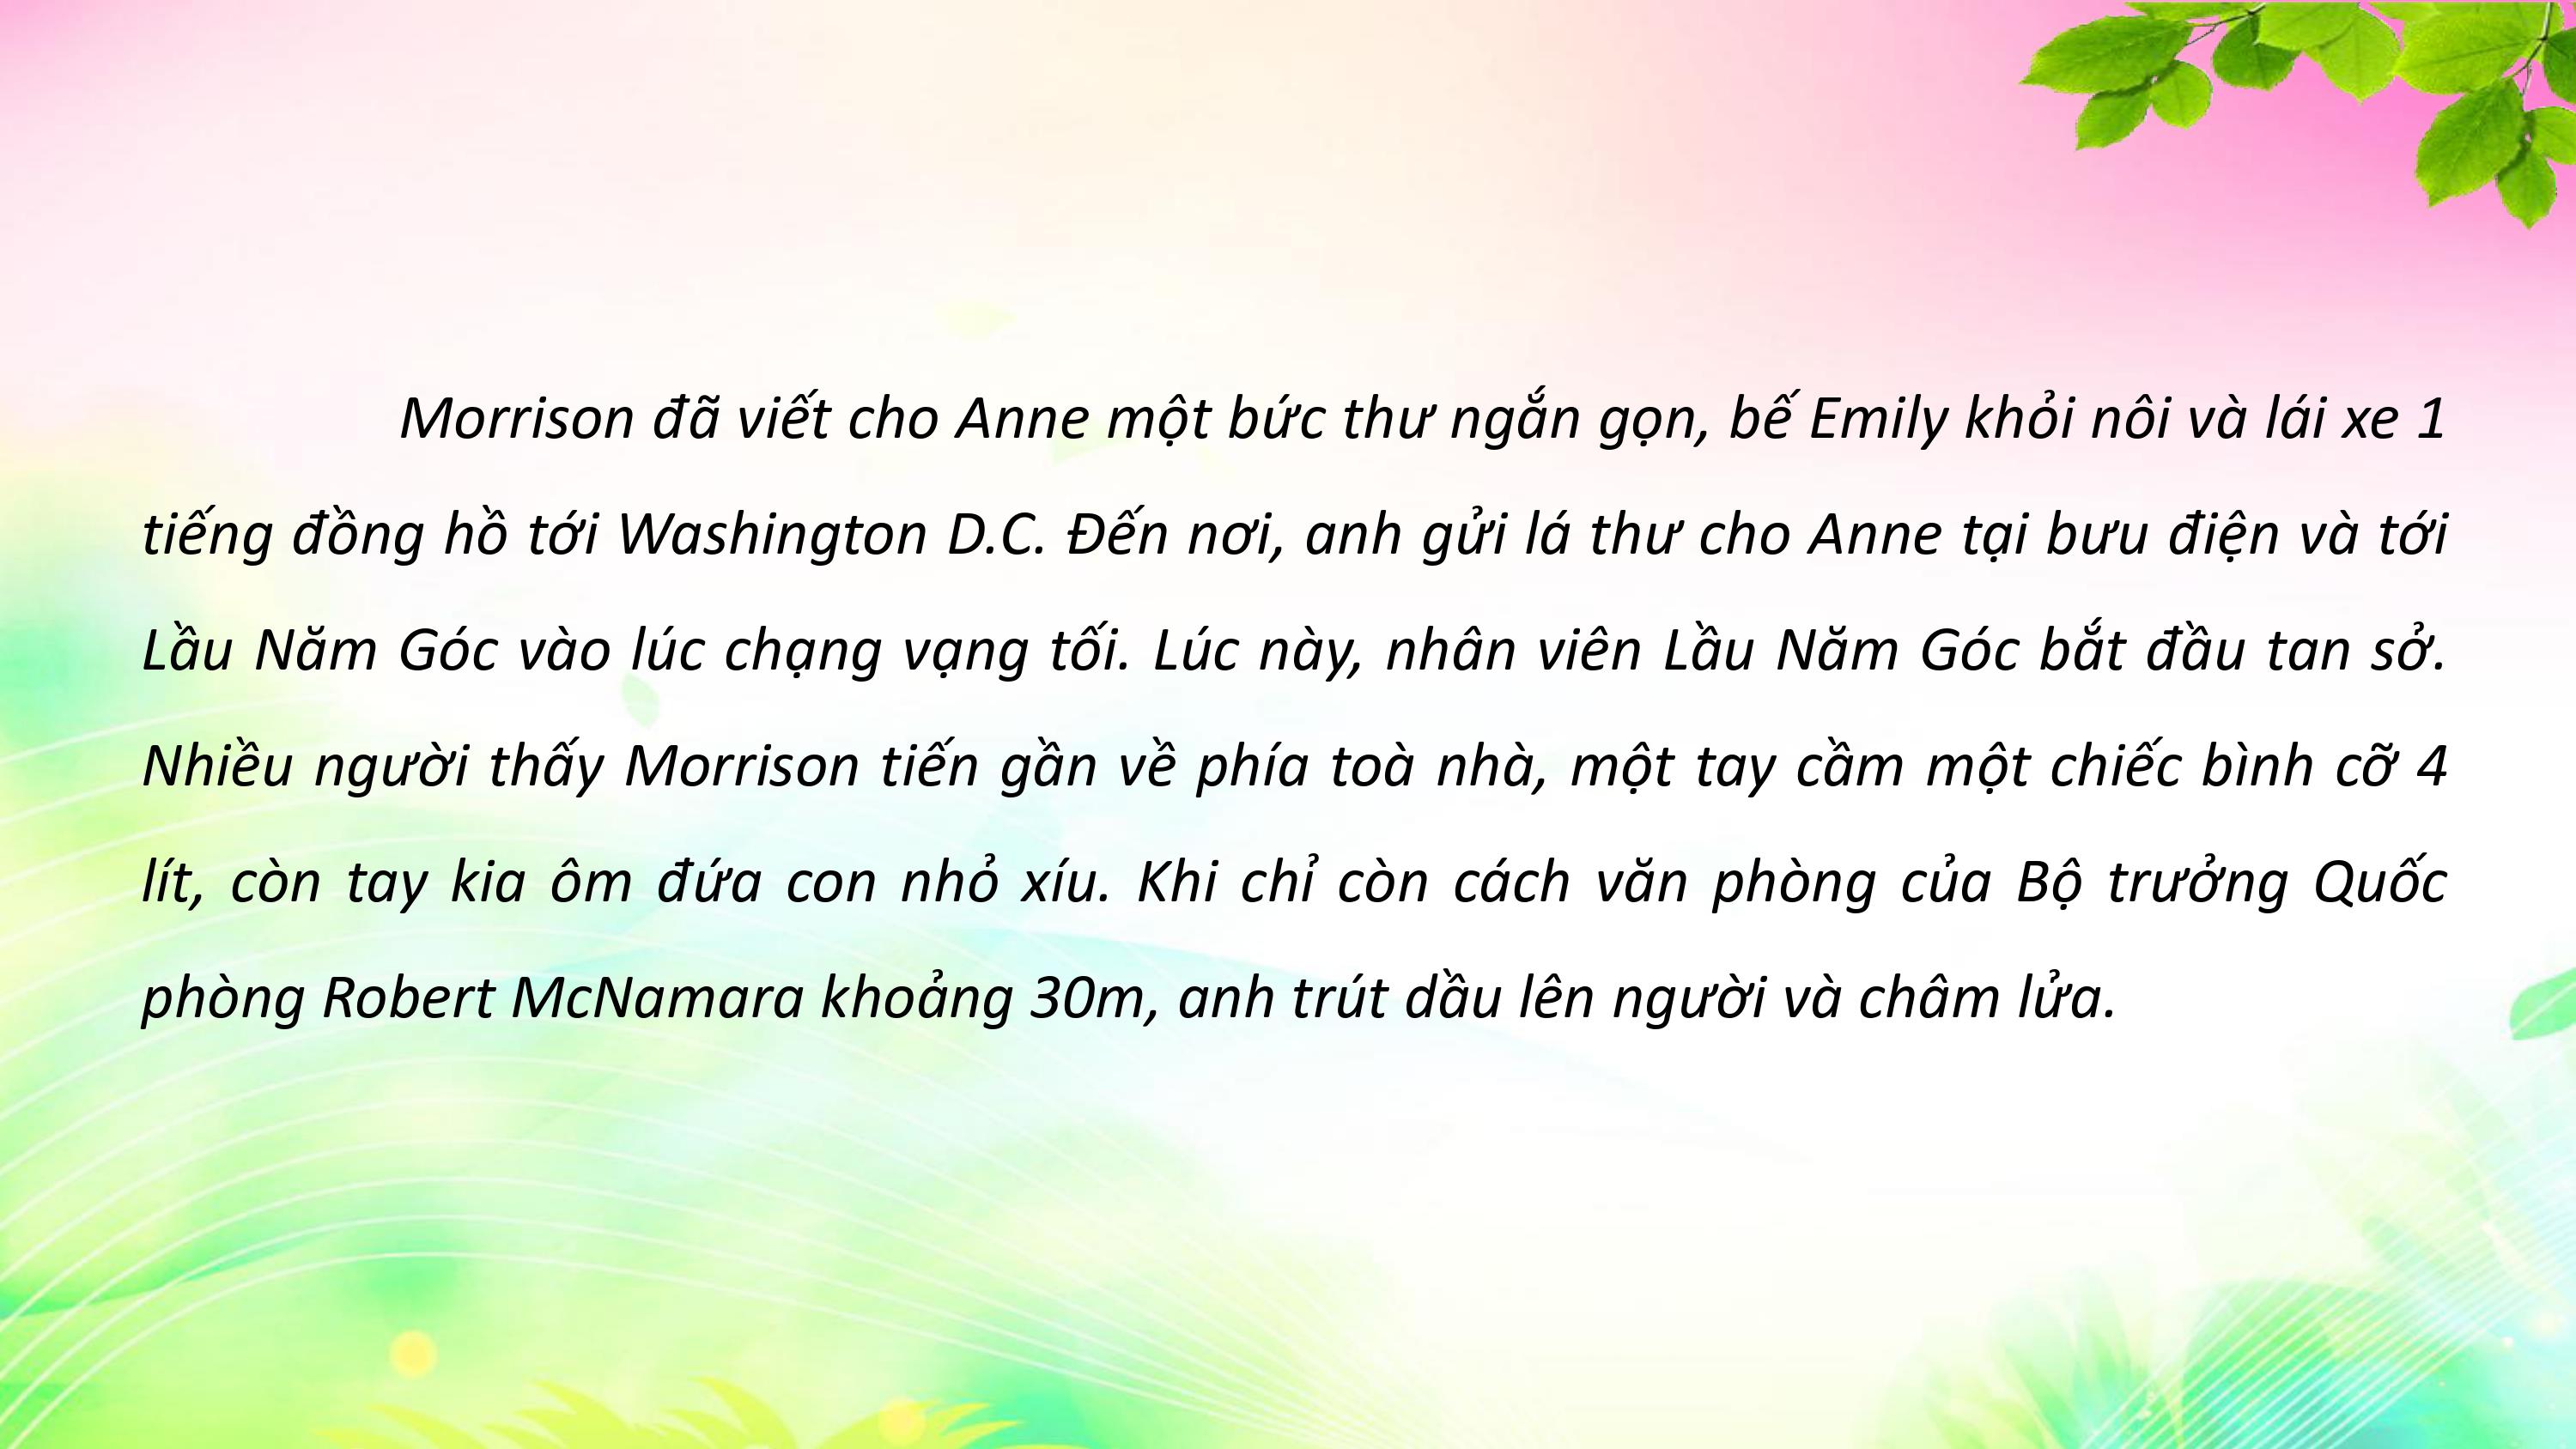 Morrison đã viết cho Anne một bức thư ngắn gọn, bế Emily khỏi nôi và lái xe 1
tiếng đồng hồ tới Washington D.C. Đến nơi, anh gửi lá thư cho Anne tại bưu điện và tới
Lầu Năm Góc vào lúc chạng vạng tối. Lúc này, nhân viên Lầu Năm Góc bắt đầu tan sở.
Nhiều người thấy Morrison tiến gần về phía toà nhà, một tay cầm một chiếc bình cỡ 4
lít, còn tay kia ôm đứa con nhỏ xíu. Khi chỉ còn cách văn phòng của Bộ trưởng Quốc
phòng Robert McNamara khoảng 30m, anh trút dầu lên người và châm lửa.